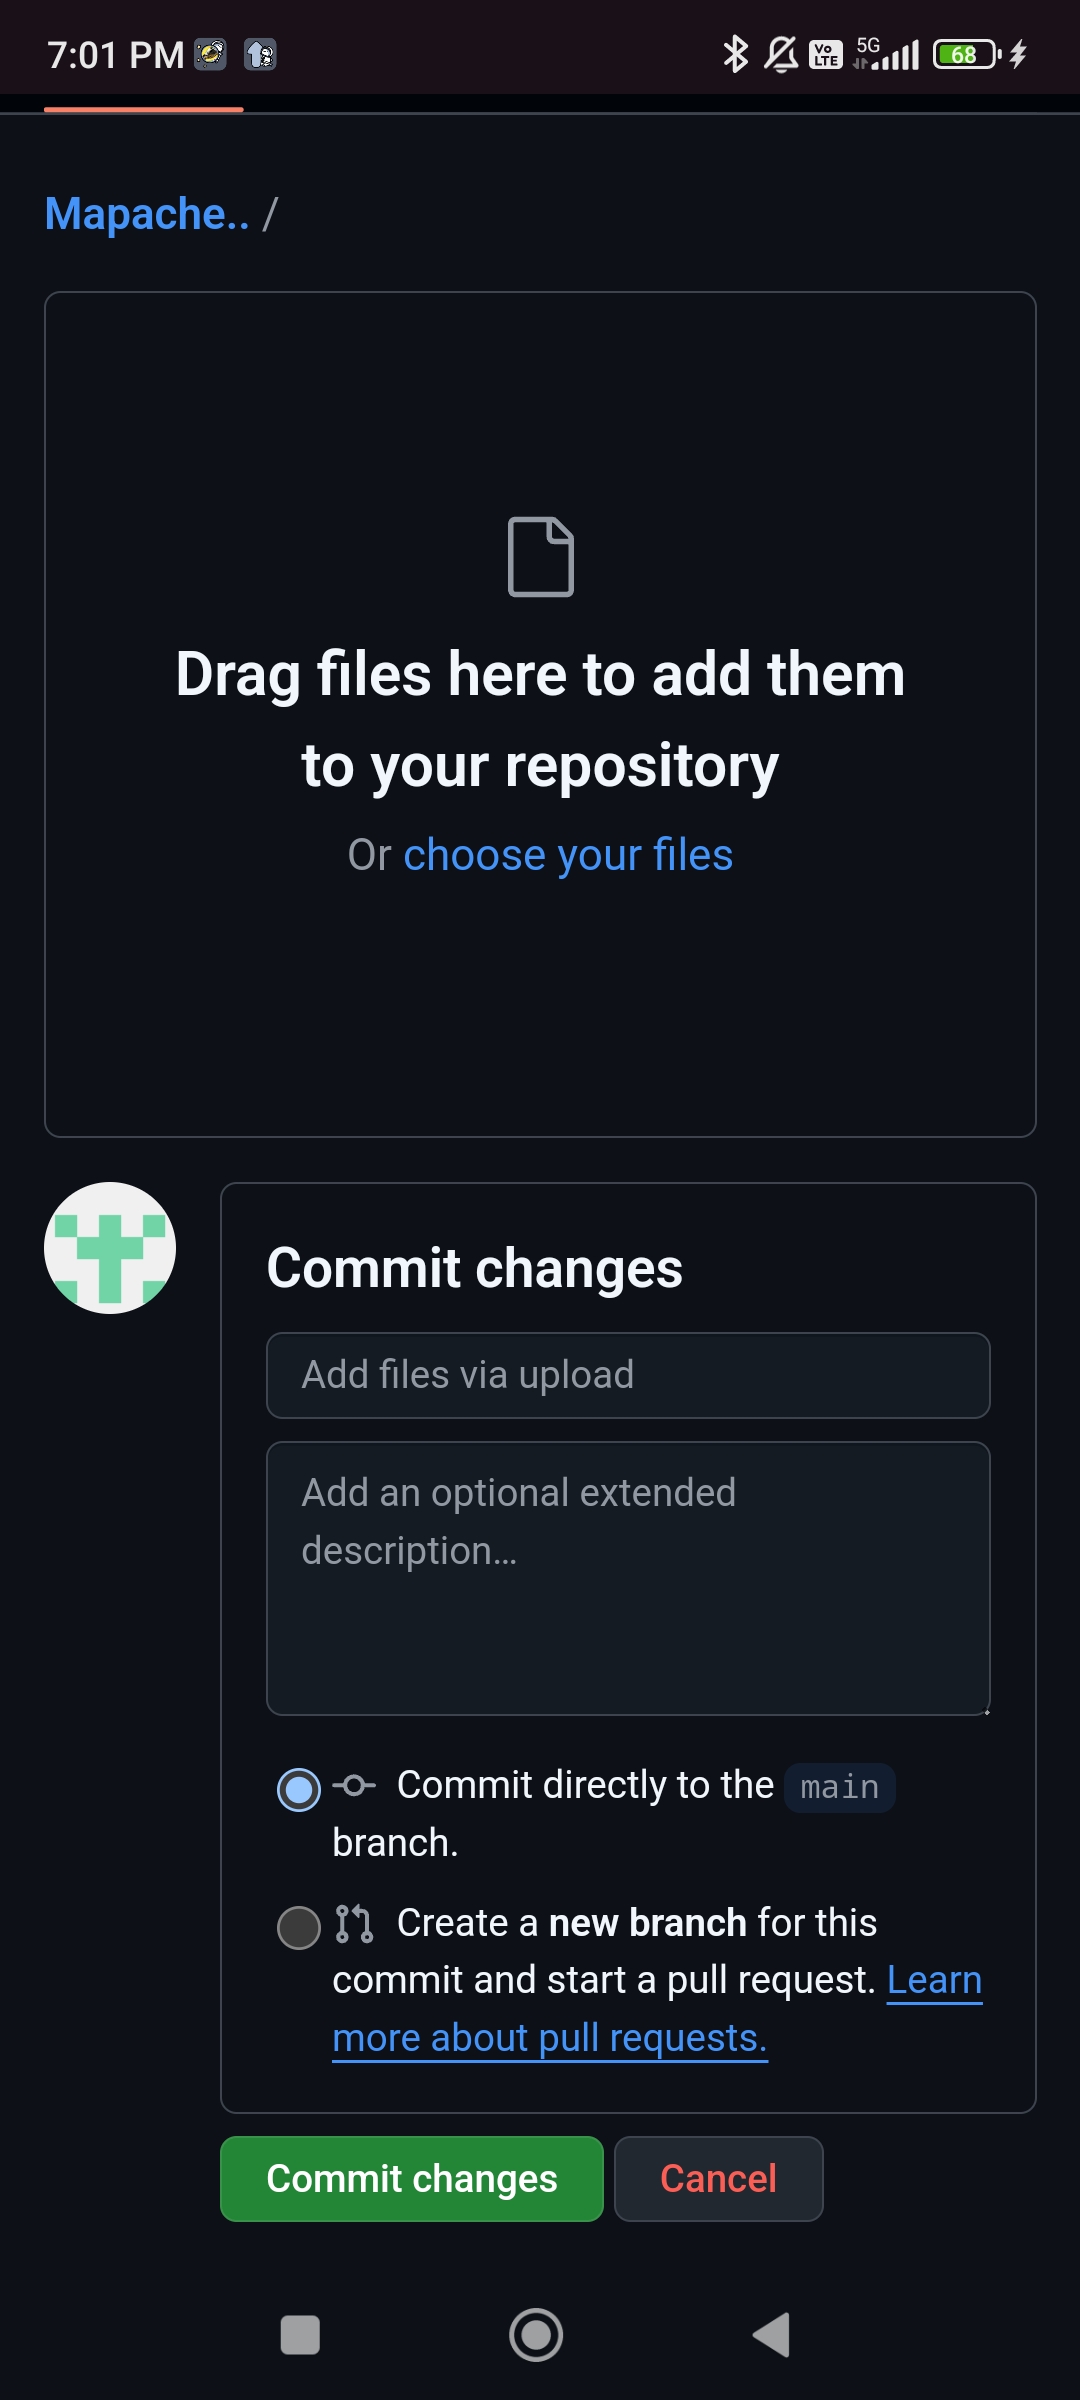 7:01 PM
Vo LTE 5G 68
Mapache.. /
Drag files here to add them
to your repository
Or choose your files
Commit changes
Add files via upload
Add an optional extended
description…
Commit directly to the main
branch.
Create a new branch for this
commit and start a pull request. Learn
more about pull requests.
Commit changes
Cancel